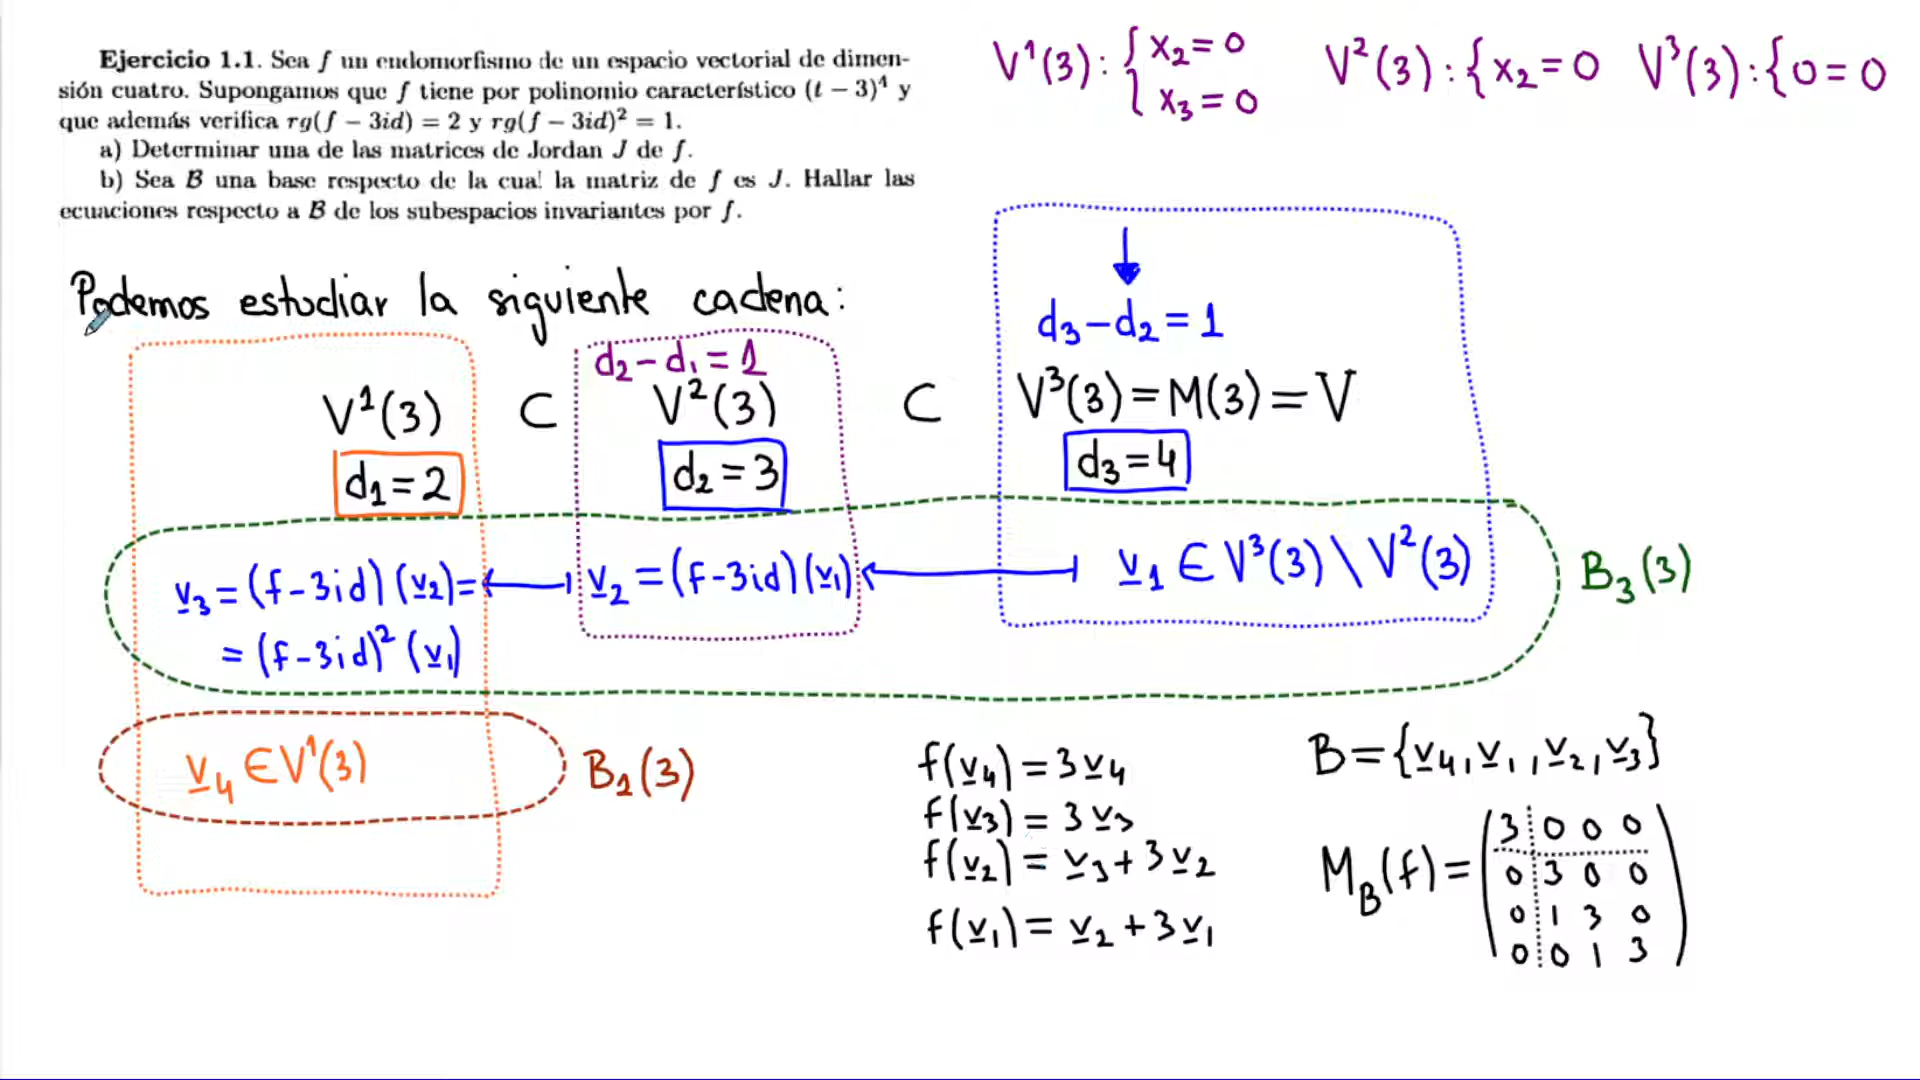 Ejercicio 1.1. Sea f un endomorfismo de un espacio vectorial de dimen-
sión cuatro. Supongamos que f tiene por polinomio característico (t − 3)⁴ y
que además verifica rg(f − 3id) = 2 y rg(f − 3id)² = 1.
a) Determinar una de las matrices de Jordan J de f.
b) Sea B una base respecto de la cual la matriz de f es J. Hallar las
ecuaciones respecto a B de los subespacios invariantes por f.
V¹(3): { x₂ = 0
x₃ = 0
V²(3): { x₂ = 0
V³(3): { 0 = 0
Podemos estudiar la siguiente cadena:
d₂ − d₁ = 1
d₃ − d₂ = 1
V¹(3) ⊂ V²(3) ⊂ V³(3) = M(3) = V
d₁ = 2
d₂ = 3
d₃ = 4
v₃ = (f-3id)(v₂) = ← v₂ = (f-3id)(v₁) ← v₁ ∈ V³(3) \ V²(3)
= (f-3id)²(v₁)
B₃(3)
v₄ ∈ V¹(3)
B₂(3)
f(v₄) = 3v₄
f(v₃) = 3v₃
f(v₂) = v₃ + 3v₂
f(v₁) = v₂ + 3v₁
B = {v₄, v₁, v₂, v₃}
M_B(f) =
3 0 0 0
0 3 0 0
0 1 3 0
0 0 1 3